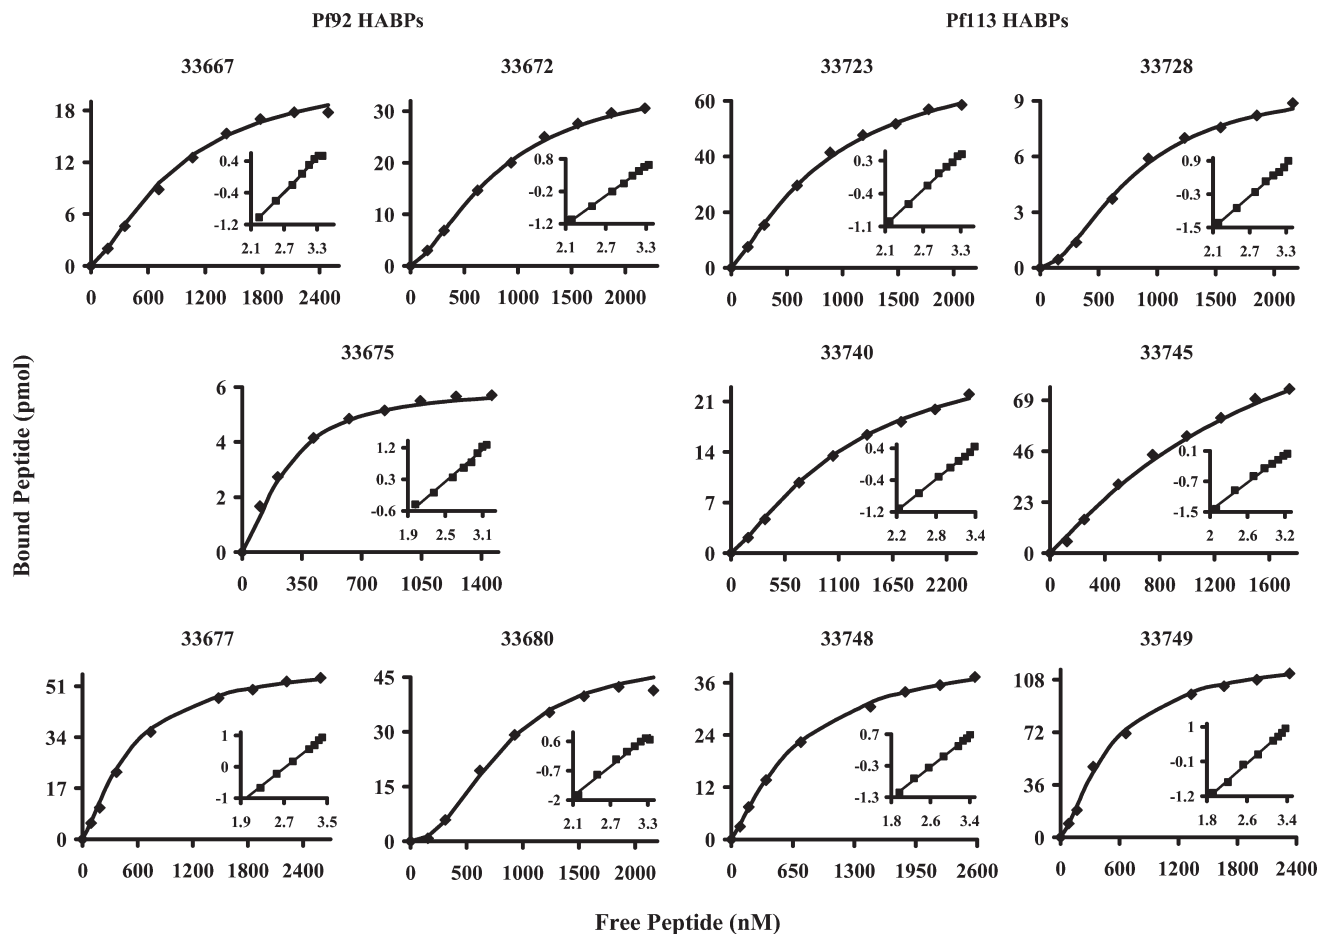 Pf92 HABPs Pf113 HABPs
33667 33672 33723 33728
18 12 6 0
0 600 1200 1800 2400
0.4 -0.4 -1.2
2.1 2.7 3.3
30 20 10 0
0 500 1000 1500 2000
0.8 -0.2 -1.2
2.1 2.7 3.3
60 40 20 0
0 500 1000 1500 2000
0.3 -0.4 -1.1
2.1 2.7 3.3
9 6 3 0
0 500 1000 1500 2000
0.9 -0.3 -1.5
2.1 2.7 3.3
Bound Peptide (pmol)
33675 33740 33745
6 4 2 0
0 350 700 1050 1400
1.2 0.3 -0.6
1.9 2.5 3.1
21 14 7 0
0 550 1100 1650 2200
0.4 -0.4 -1.2
2.2 2.8 3.4
69 46 23 0
0 400 800 1200 1600
0.1 -0.7 -1.5
2 2.6 3.2
33677 33680 33748 33749
51 34 17 0
0 600 1200 1800 2400
1 0 -1
1.9 2.7 3.5
45 30 15 0
0 500 1000 1500 2000
0.6 -0.7 -2
2.1 2.7 3.3
36 24 12 0
0 650 1300 1950 2600
0.7 -0.3 -1.3
1.8 2.6 3.4
108 72 36 0
0 600 1200 1800 2400
1 -0.1 -1.2
1.8 2.6 3.4
Free Peptide (nM)